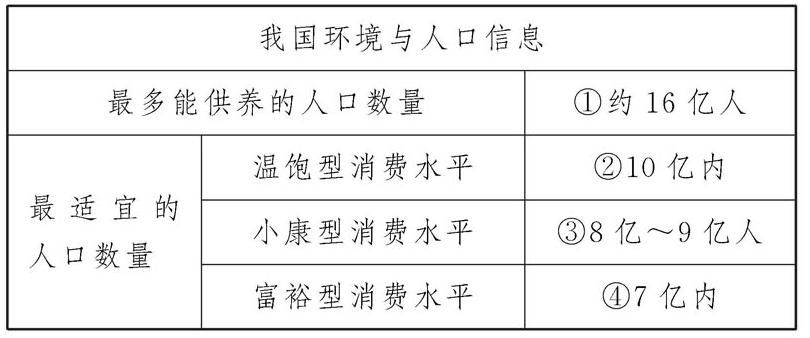 我国环境与人口信息
最多能供养的人口数量 ①约 16 亿人
最适宜的
人口数量
温饱型消费水平 ②10 亿内
小康型消费水平 ③8 亿～9 亿人
富裕型消费水平 ④7 亿内